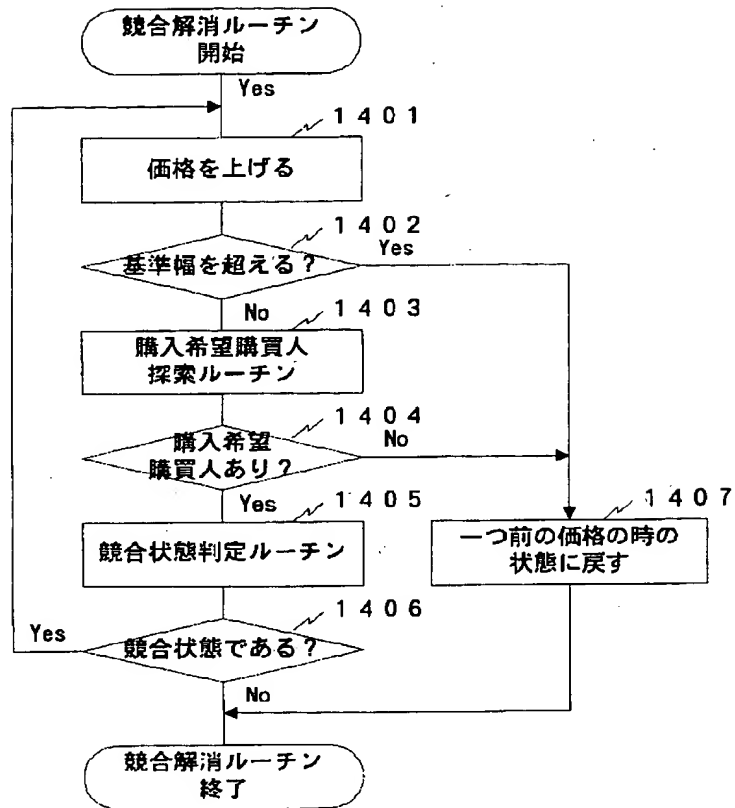 競合解消ルーチン
開始
Yes
1401
価格を上げる
1402
基準幅を超える?
Yes
No
1403
購入希望購買人
探索ルーチン
1404
購入希望
購買人あり?
No
Yes
1405
競合状態判定ルーチン
1407
一つ前の価格の時の
状態に戻す
1406
競合状態である?
Yes
No
競合解消ルーチン
終了